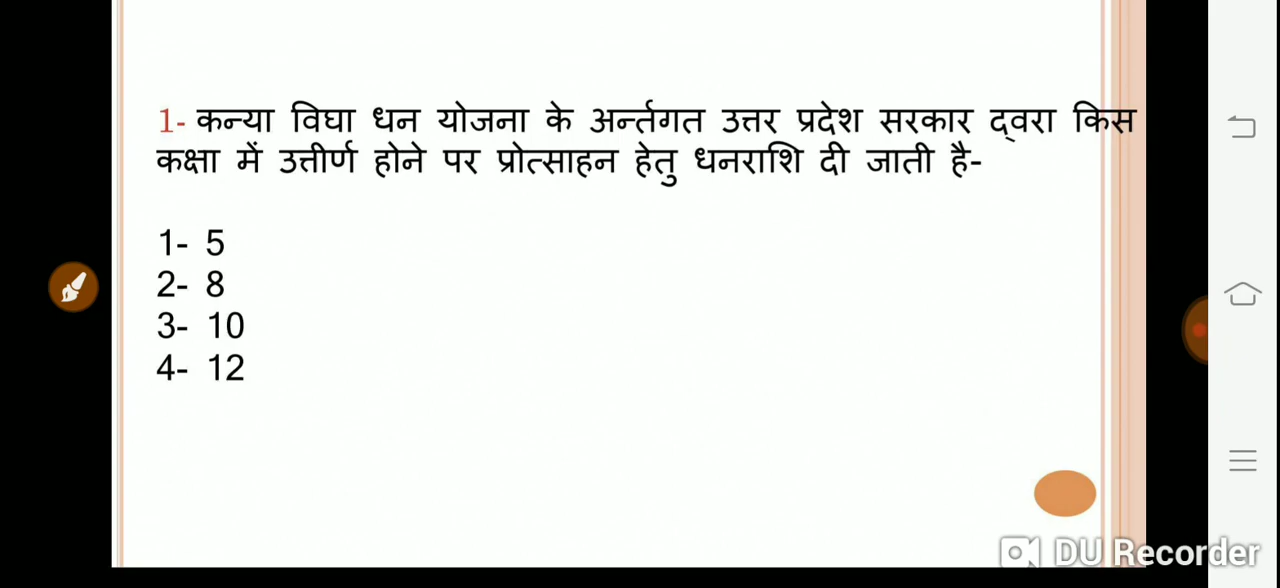 1- कन्या विघा धन योजना के अर्न्तगत उत्तर प्रदेश सरकार द्वरा किस
कक्षा में उत्तीर्ण होने पर प्रोत्साहन हेतु धनराशि दी जाती है-
1- 5
2- 8
3- 10
4- 12
DU Recorder